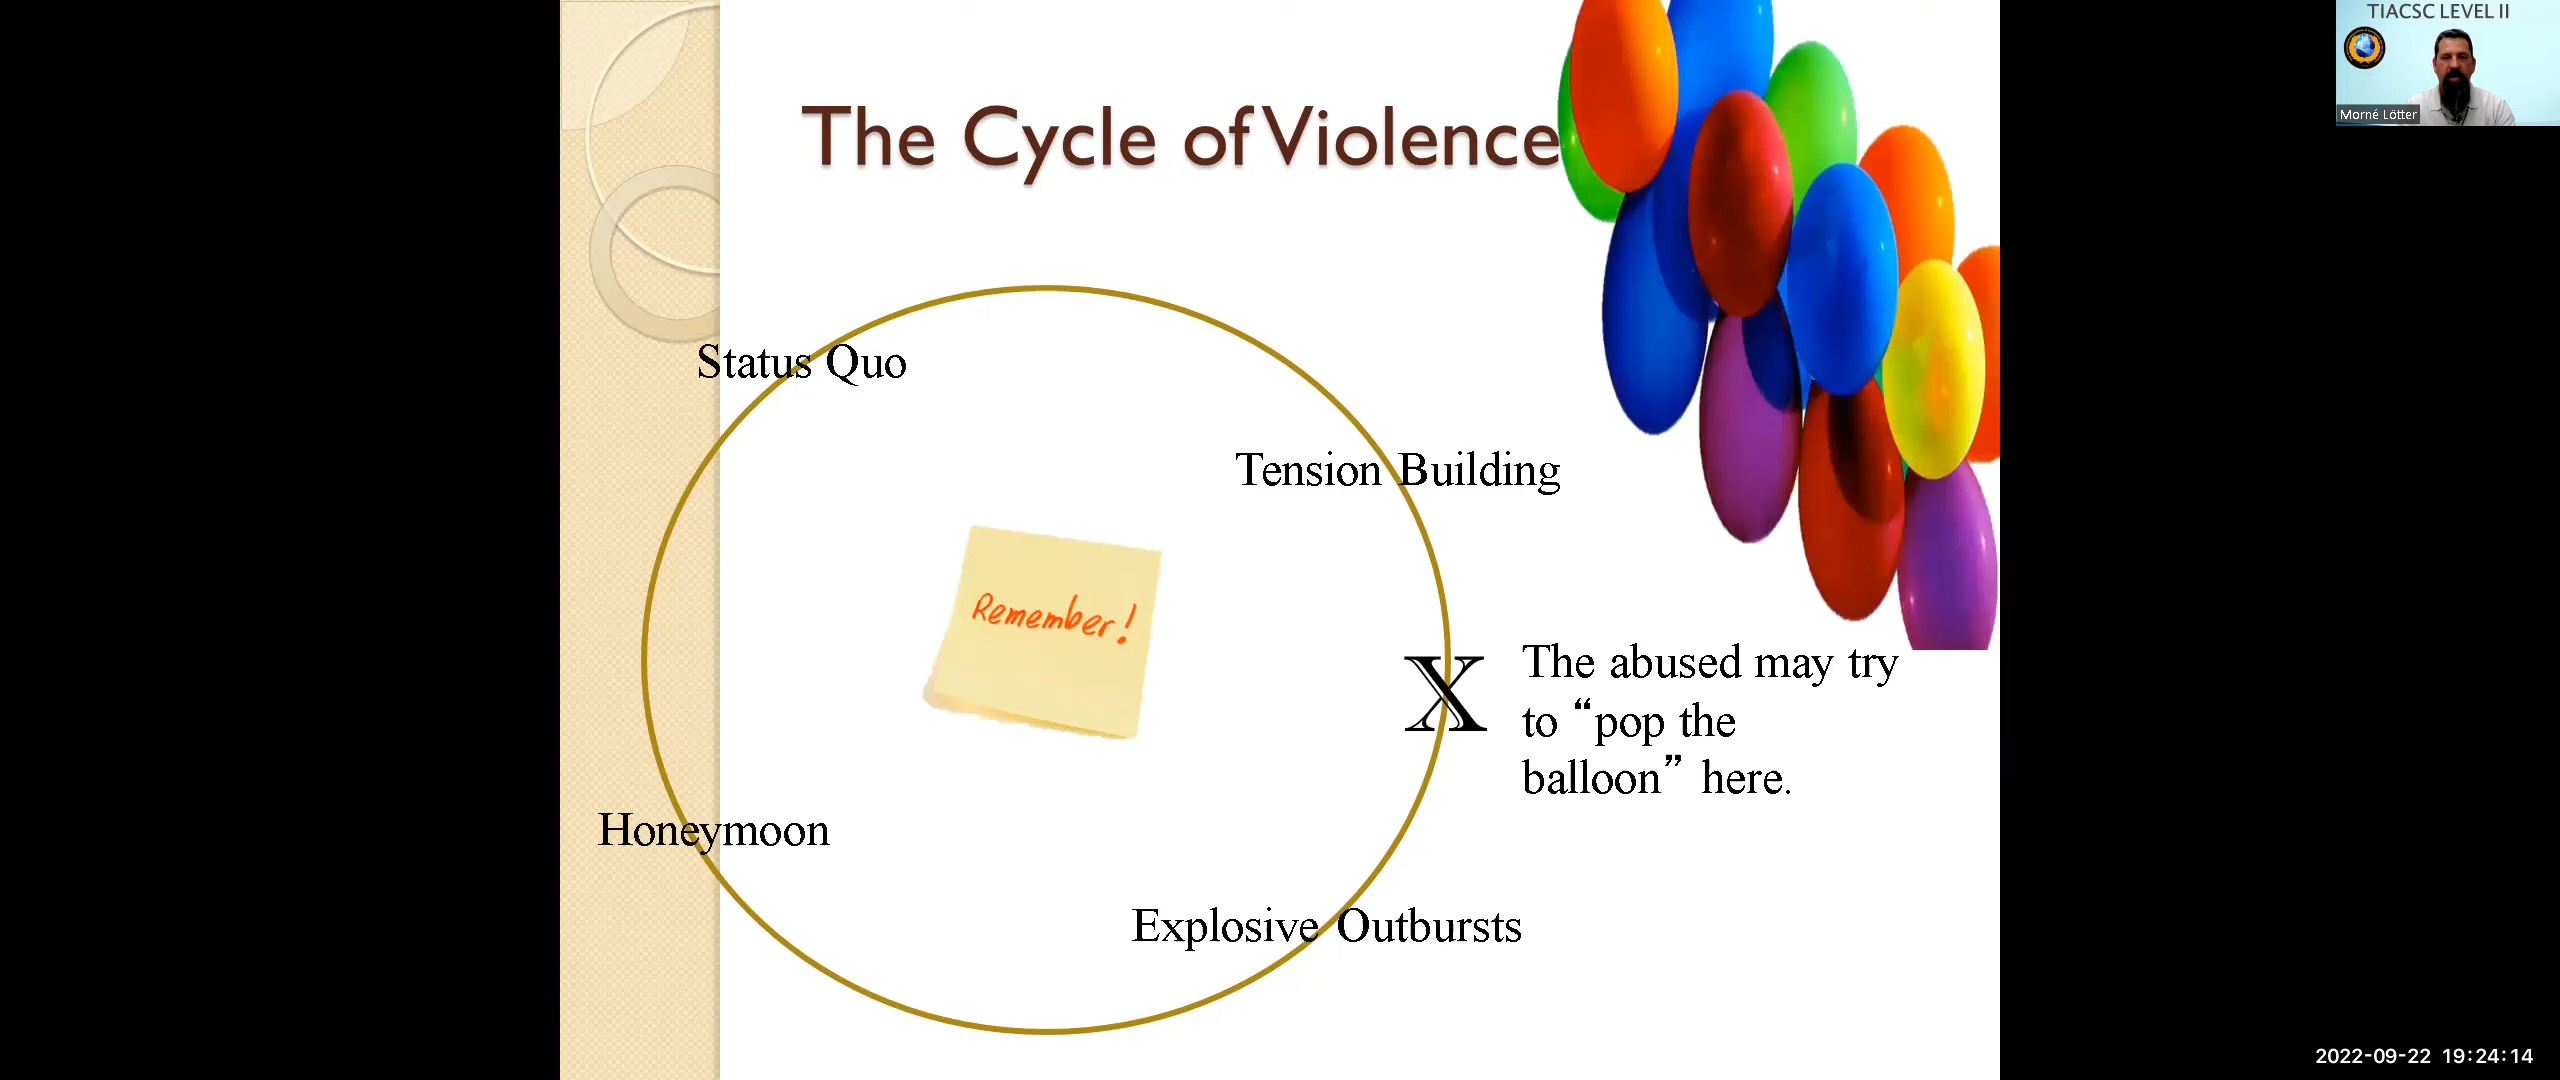 TIACSC LEVEL II
Morné Lötter
The Cycle of Violence
Status Quo
Tension Building
Remember!
X
The abused may try
to “pop the
balloon” here.
Honeymoon
Explosive Outbursts
2022-09-22 19:24:14